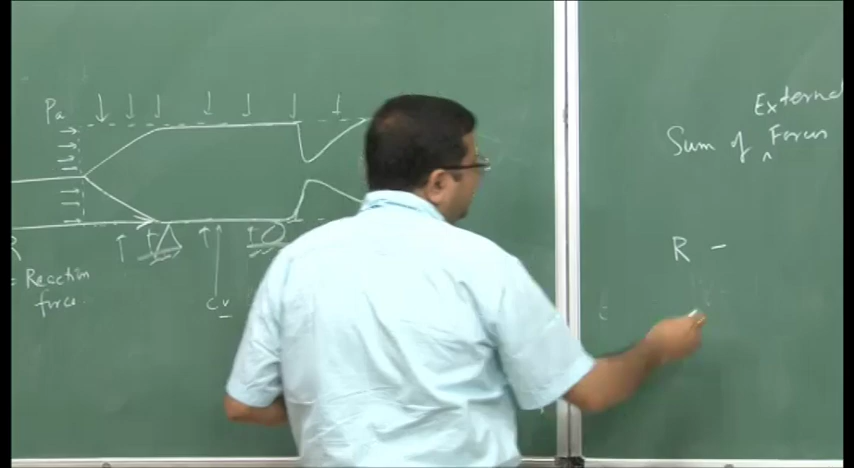 Pa
R
= Reaction
force.
CV
External
Sum of ^ Forces
R -